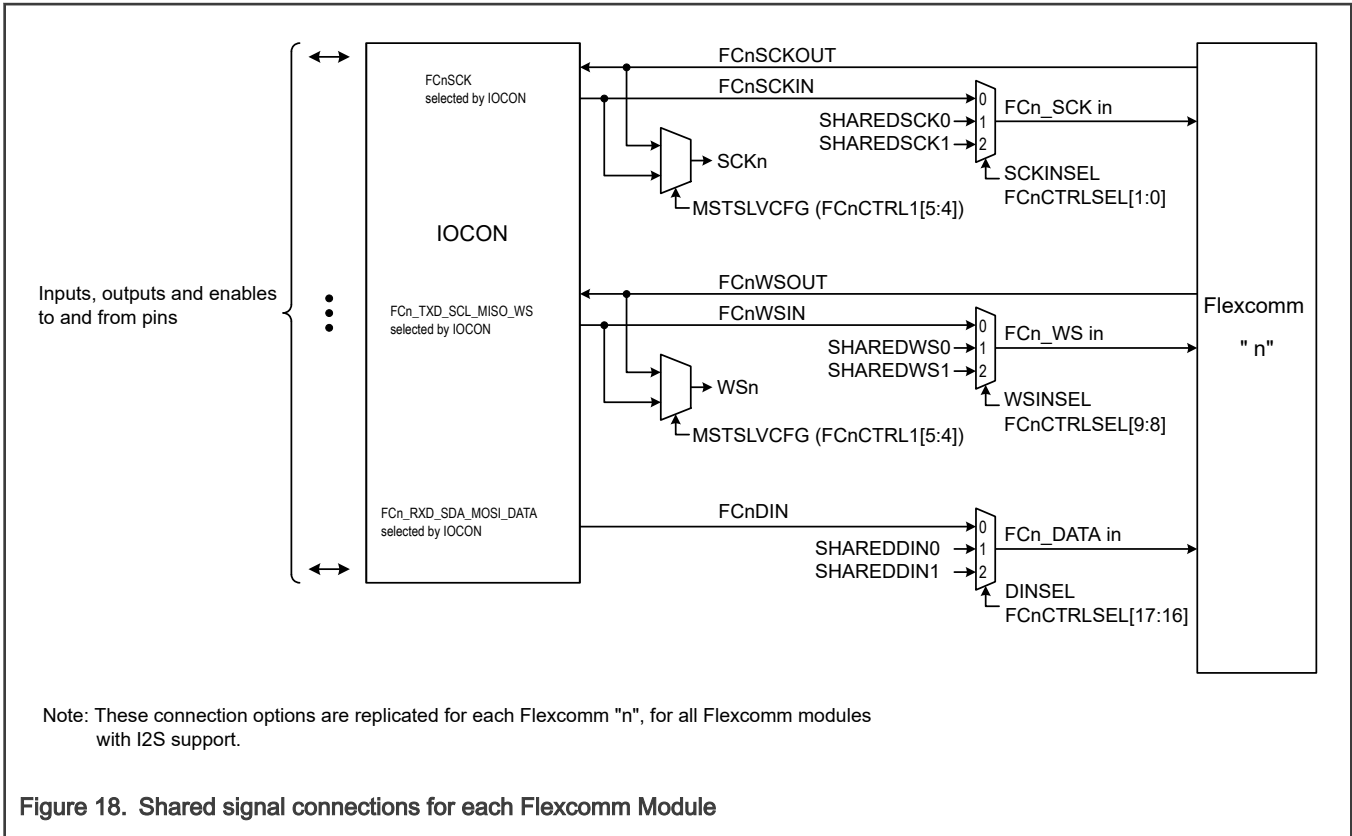 FCnSCKOUT
FCnSCK
selected by IOCON
FCnSCKIN
0
FCn_SCK in
SHAREDSCK0
1
SHAREDSCK1
2
SCKn
SCKINSEL
FCnCTRLSEL[1:0]
MSTSLVCFG (FCnCTRL1[5:4])
IOCON
Inputs, outputs and enables
to and from pins
FCnWSOUT
FCn_TXD_SCL_MISO_WS
selected by IOCON
FCnWSIN
0
FCn_WS in
SHAREDWS0
1
SHAREDWS1
2
WSn
WSINSEL
FCnCTRLSEL[9:8]
MSTSLVCFG (FCnCTRL1[5:4])
Flexcomm
" n"
FCn_RXD_SDA_MOSI_DATA
selected by IOCON
FCnDIN
0
FCn_DATA in
SHAREDDIN0
1
SHAREDDIN1
2
DINSEL
FCnCTRLSEL[17:16]
Note: These connection options are replicated for each Flexcomm "n", for all Flexcomm modules
with I2S support.
Figure 18. Shared signal connections for each Flexcomm Module